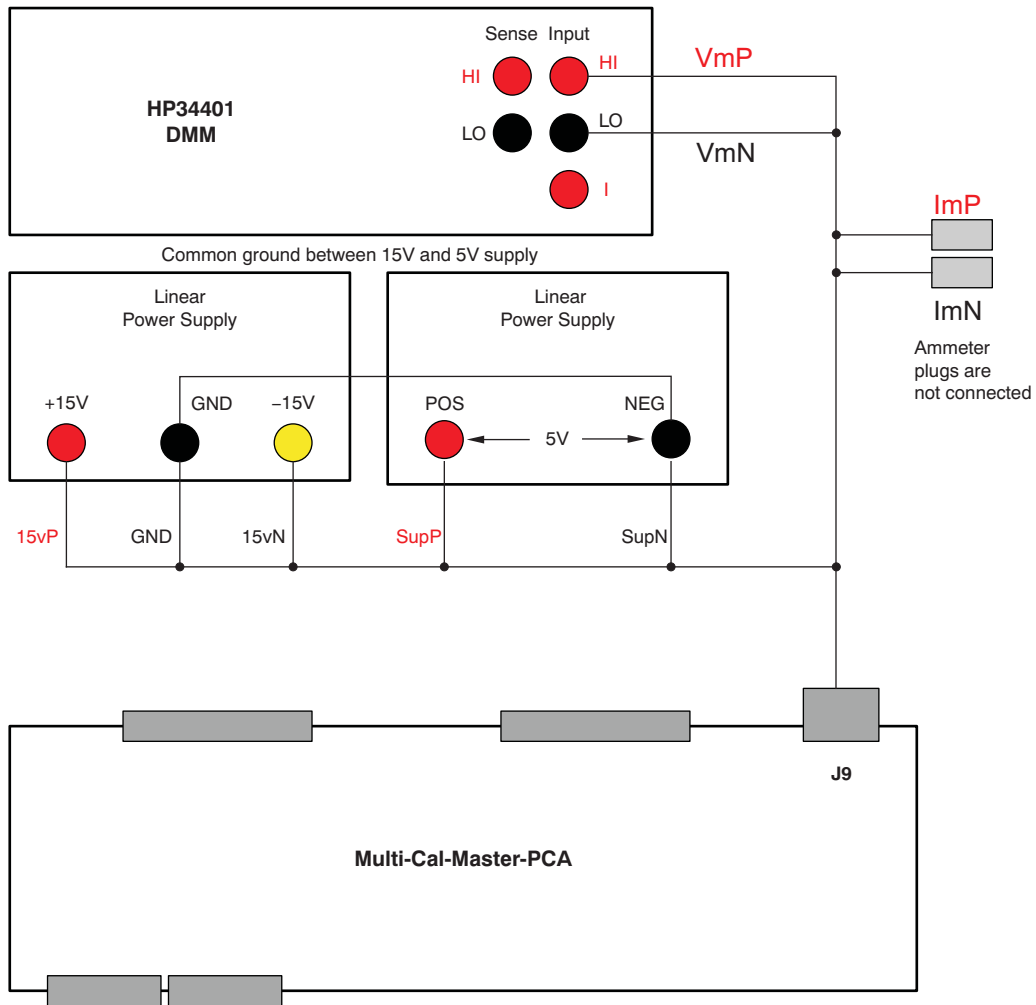 Sense Input
HI HI VmP
HP34401
DMM
LO LO
VmN
I
ImP
Common ground between 15V and 5V supply
Linear
Power Supply
Linear
Power Supply
ImN
Ammeter
plugs are
not connected
+15V GND –15V POS NEG
5V
15vP GND 15vN SupP SupN
J9
Multi-Cal-Master-PCA